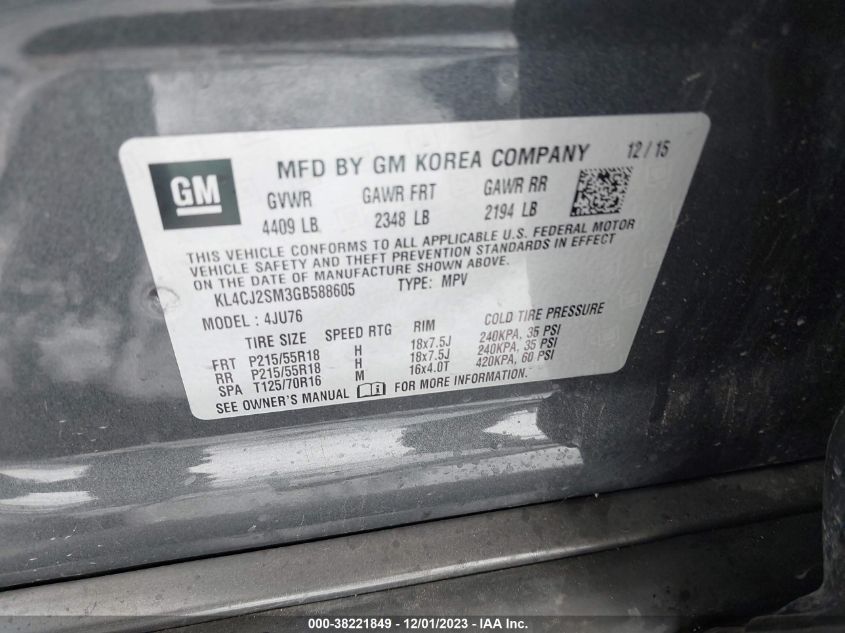 GM
MFD BY GM KOREA COMPANY 12/15
GVWR GAWR FRT GAWR RR
4409 LB 2348 LB 2194 LB
THIS VEHICLE CONFORMS TO ALL APPLICABLE U.S. FEDERAL MOTOR
VEHICLE SAFETY AND THEFT PREVENTION STANDARDS IN EFFECT
ON THE DATE OF MANUFACTURE SHOWN ABOVE.
KL4CJ2SM3GB588605 TYPE: MPV
MODEL: 4JU76
TIRE SIZE SPEED RTG RIM COLD TIRE PRESSURE
FRT P215/55R18 H 18x7.5J 240KPA, 35 PSI
RR P215/55R18 H 18x7.5J 240KPA, 35 PSI
SPA T125/70R16 M 16x4.0T 420KPA, 60 PSI
SEE OWNER'S MANUAL FOR MORE INFORMATION.
000-38221849 - 12/01/2023 - IAA Inc.